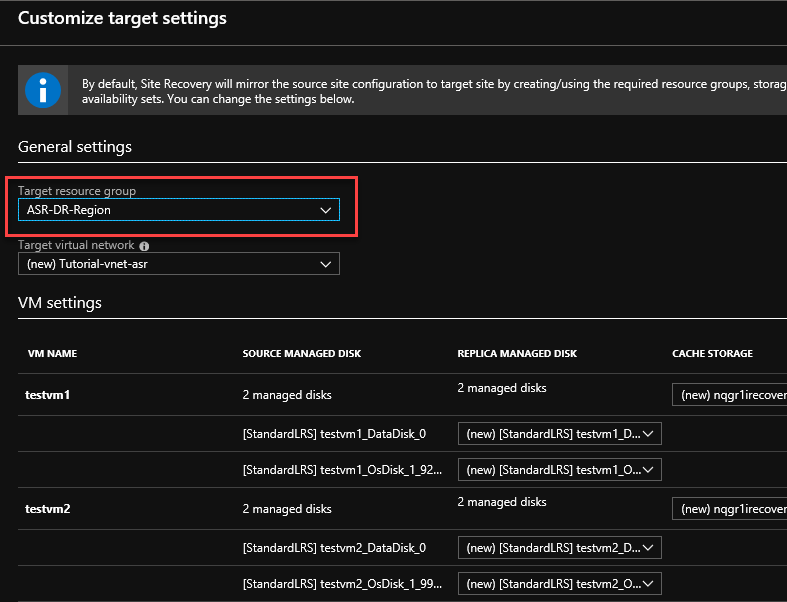 Customize target settings
By default, Site Recovery will mirror the source site configuration to target site by creating/using the required resource groups, storag
availability sets. You can change the settings below.
General settings
Target resource group
ASR-DR-Region
Target virtual network
(new) Tutorial-vnet-asr
VM settings
VM NAME SOURCE MANAGED DISK REPLICA MANAGED DISK CACHE STORAGE
testvm1 2 managed disks 2 managed disks (new) nqgr1irecover
[StandardLRS] testvm1_DataDisk_0 (new) [StandardLRS] testvm1_D...
[StandardLRS] testvm1_OsDisk_1_92... (new) [StandardLRS] testvm1_O...
testvm2 2 managed disks 2 managed disks (new) nqgr1irecover
[StandardLRS] testvm2_DataDisk_0 (new) [StandardLRS] testvm2_D...
[StandardLRS] testvm2_OsDisk_1_99... (new) [StandardLRS] testvm2_O...